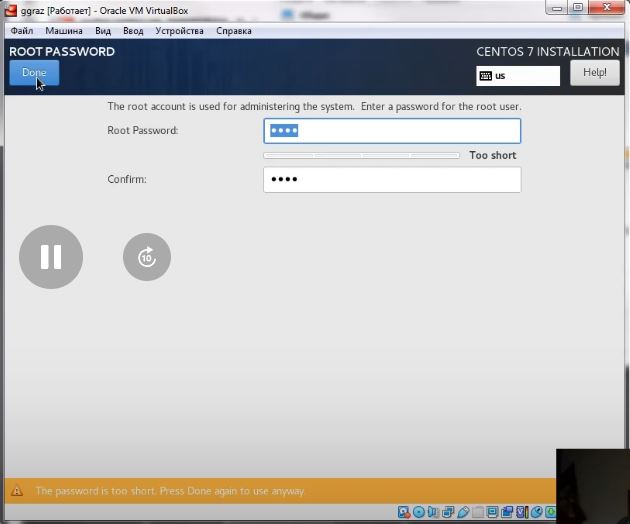 ggraz [Работает] - Oracle VM VirtualBox
Файл Машина Вид Ввод Устройства Справка
ROOT PASSWORD
CENTOS 7 INSTALLATION
Done
us
Help!
The root account is used for administering the system. Enter a password for the root user.
Root Password: ••••
Too short
Confirm: ••••
10
The password is too short. Press Done again to use anyway.